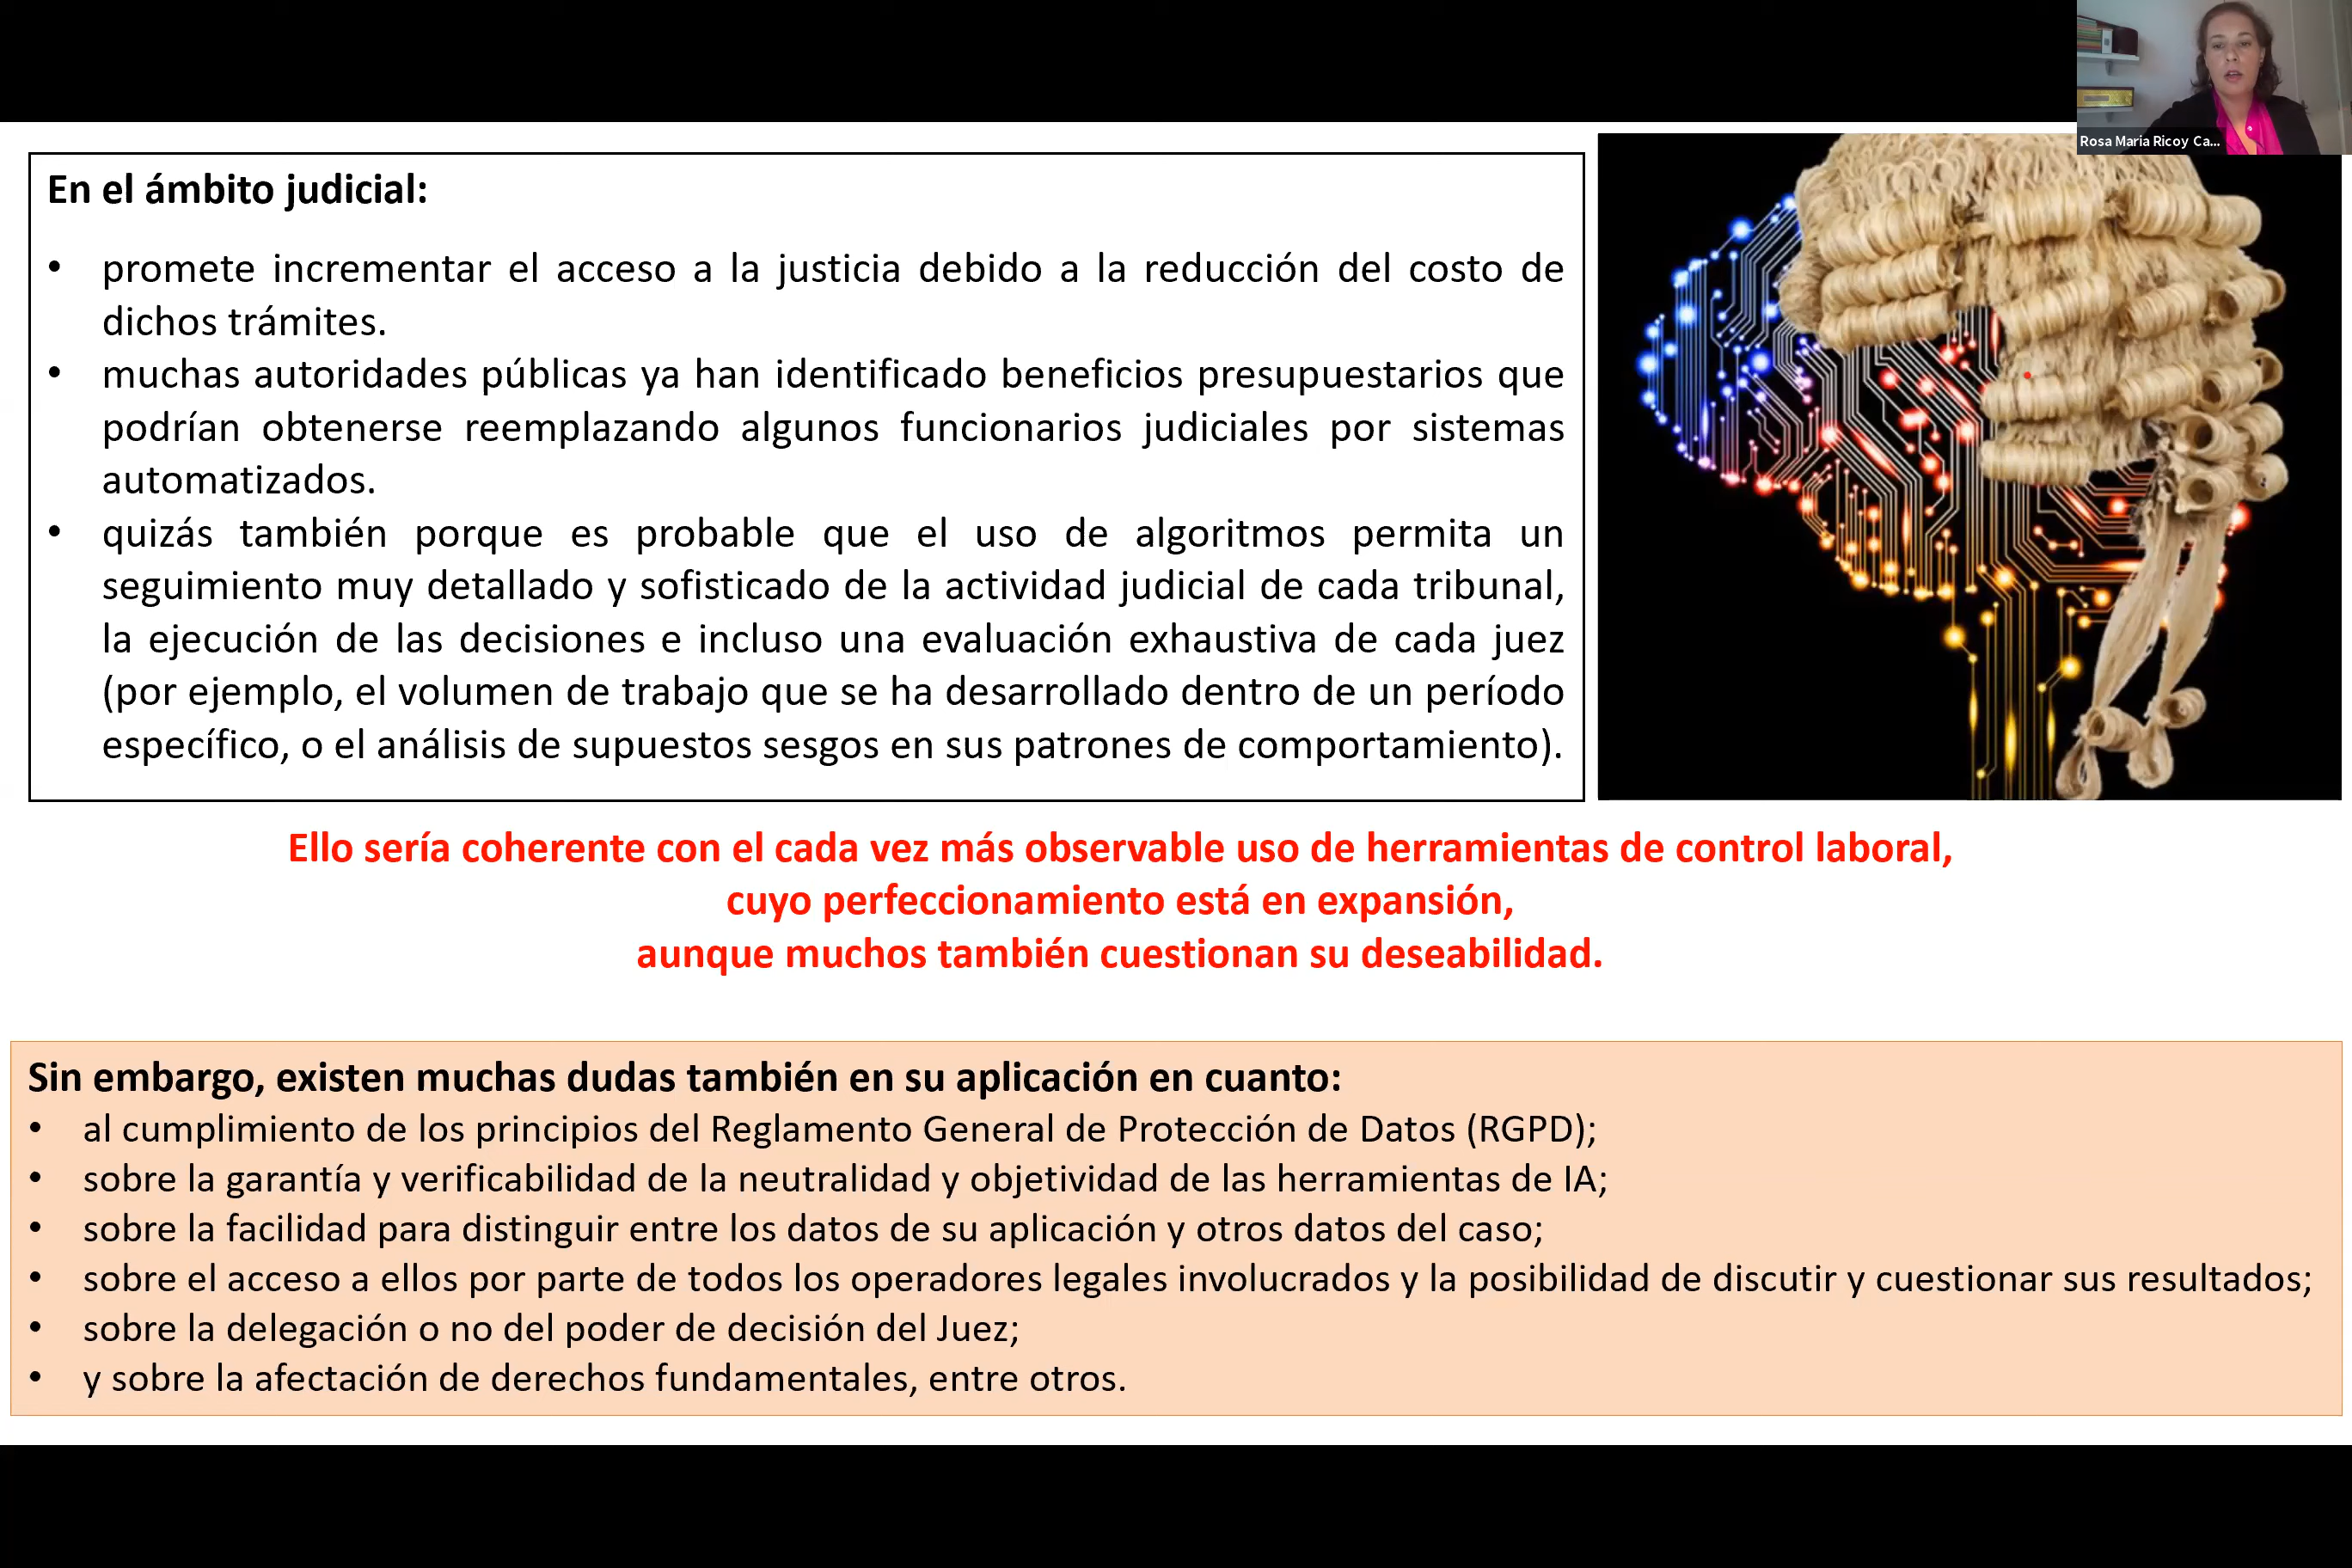 Rosa Maria Ricoy Ca...
En el ámbito judicial:
• promete incrementar el acceso a la justicia debido a la reducción del costo de
dichos trámites.
• muchas autoridades públicas ya han identificado beneficios presupuestarios que
podrían obtenerse reemplazando algunos funcionarios judiciales por sistemas
automatizados.
• quizás también porque es probable que el uso de algoritmos permita un
seguimiento muy detallado y sofisticado de la actividad judicial de cada tribunal,
la ejecución de las decisiones e incluso una evaluación exhaustiva de cada juez
(por ejemplo, el volumen de trabajo que se ha desarrollado dentro de un período
específico, o el análisis de supuestos sesgos en sus patrones de comportamiento).
Ello sería coherente con el cada vez más observable uso de herramientas de control laboral,
cuyo perfeccionamiento está en expansión,
aunque muchos también cuestionan su deseabilidad.
Sin embargo, existen muchas dudas también en su aplicación en cuanto:
• al cumplimiento de los principios del Reglamento General de Protección de Datos (RGPD);
• sobre la garantía y verificabilidad de la neutralidad y objetividad de las herramientas de IA;
• sobre la facilidad para distinguir entre los datos de su aplicación y otros datos del caso;
• sobre el acceso a ellos por parte de todos los operadores legales involucrados y la posibilidad de discutir y cuestionar sus resultados;
• sobre la delegación o no del poder de decisión del Juez;
• y sobre la afectación de derechos fundamentales, entre otros.